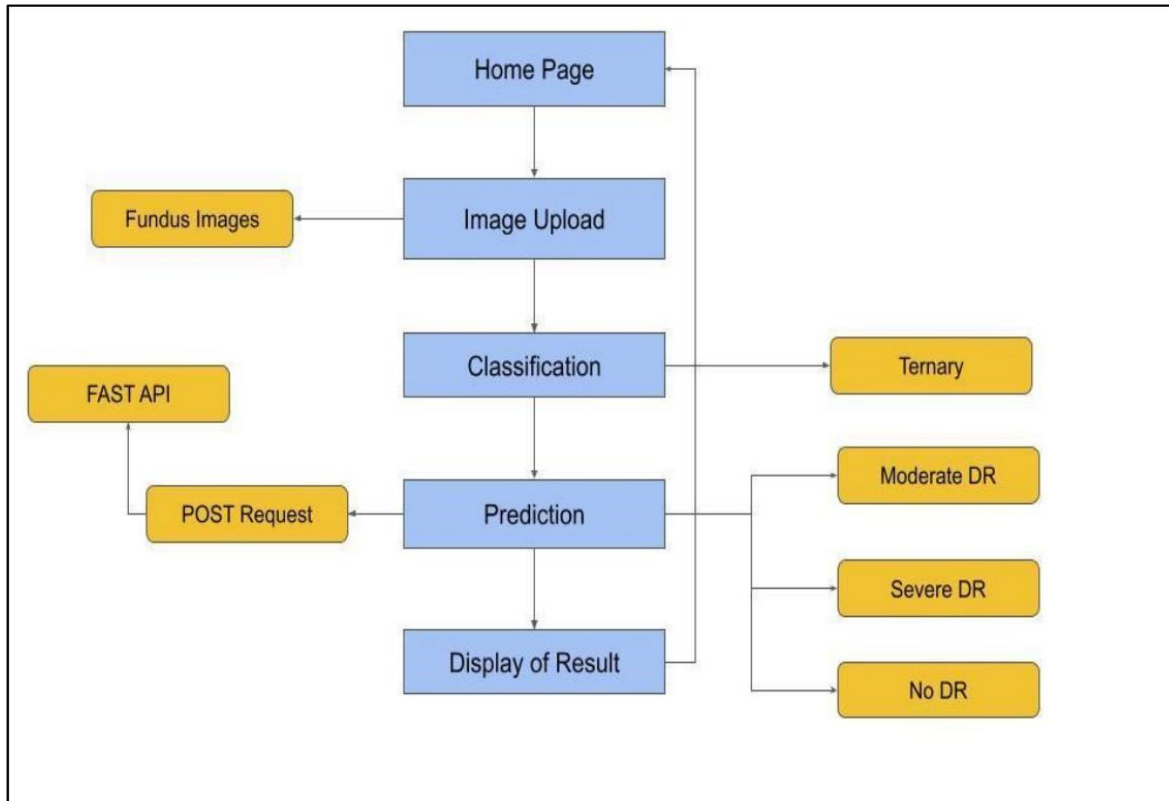 Home Page
Fundus Images
Image Upload
Classification
Ternary
FAST API
Moderate DR
POST Request
Prediction
Severe DR
Display of Result
No DR